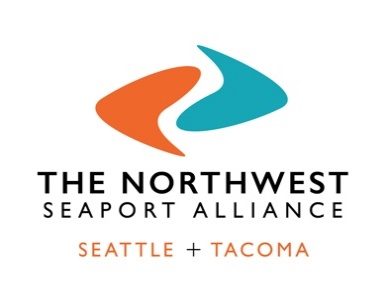 THE NORTHWEST
SEAPORT ALLIANCE
SEATTLE + TACOMA